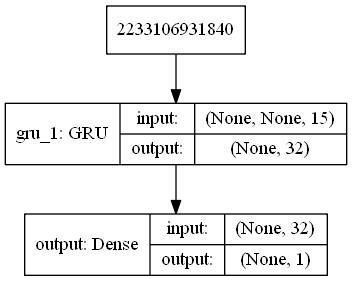 2233106931840
gru_1: GRU
input:
(None, None, 15)
output:
(None, 32)
output: Dense
input:
(None, 32)
output:
(None, 1)